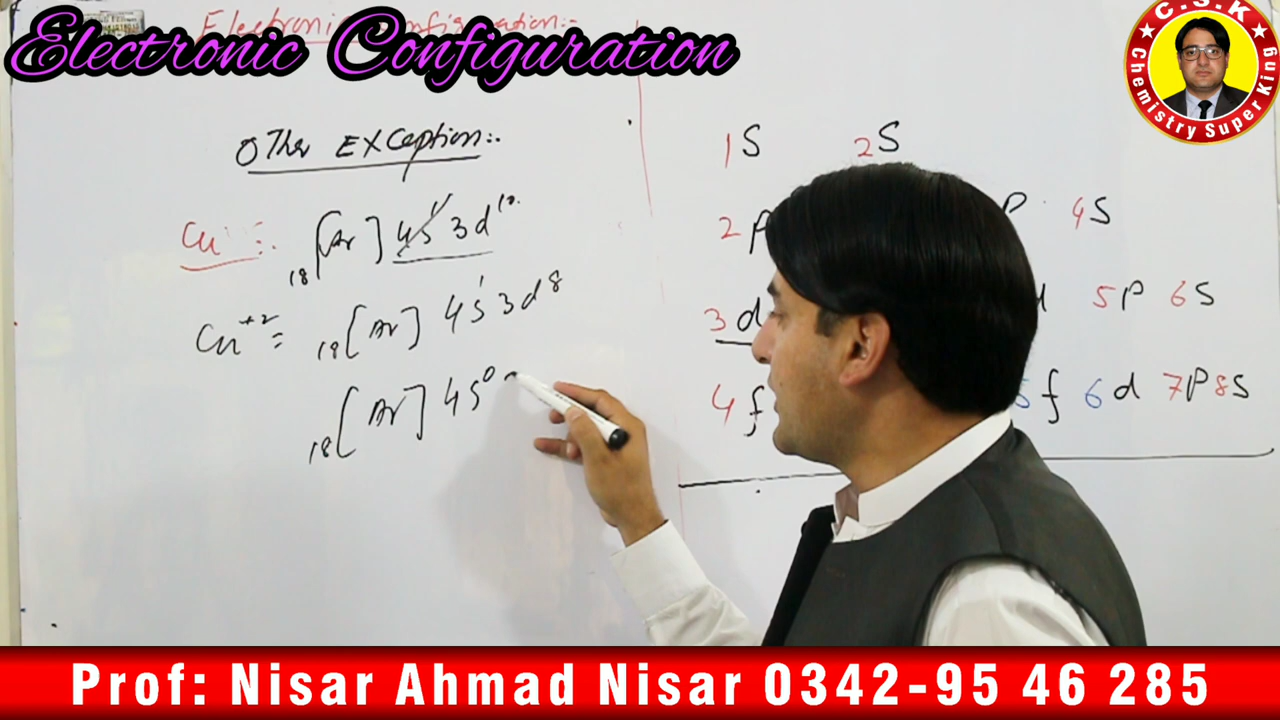 Electronic Configuration:-
Electronic Configuration
C.S.K
Chemistry Super King
Other Exception:-
Cu :- 18[Ar] 4s1 3d10.
Cu+2 = 18[Ar] 4s1 3d8
18[Ar] 4s0
1S 2S
2p P 4S
3d d 5P 6S
4f 5f 6d 7P 8S
Prof: Nisar Ahmad Nisar 0342-95 46 285